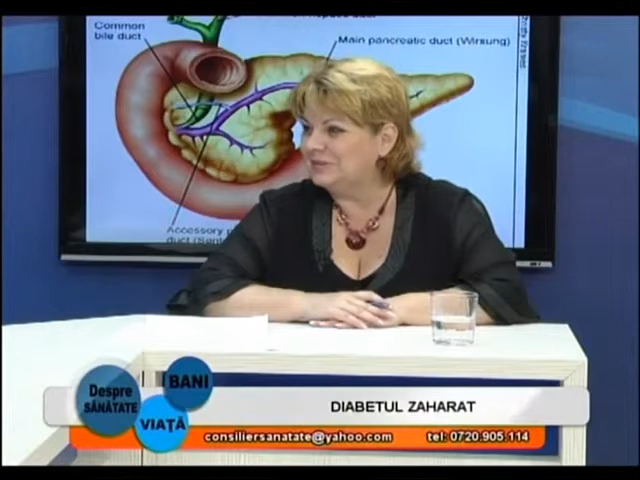 Common
bile duct
Main pancreatic duct (Wirsung)
Accessory
duct
Despre
SĂNĂTATE
BANI
VIAȚĂ
DIABETUL ZAHARAT
consiliersanatate@yahoo.com
tel: 0720.905.114